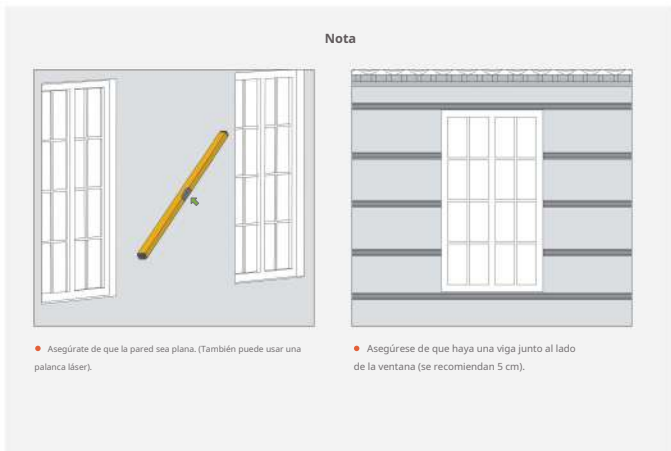 Nota
Asegúrate de que la pared sea plana. (También puede usar una
palanca láser).
Asegúrese de que haya una viga junto al lado
de la ventana (se recomiendan 5 cm).